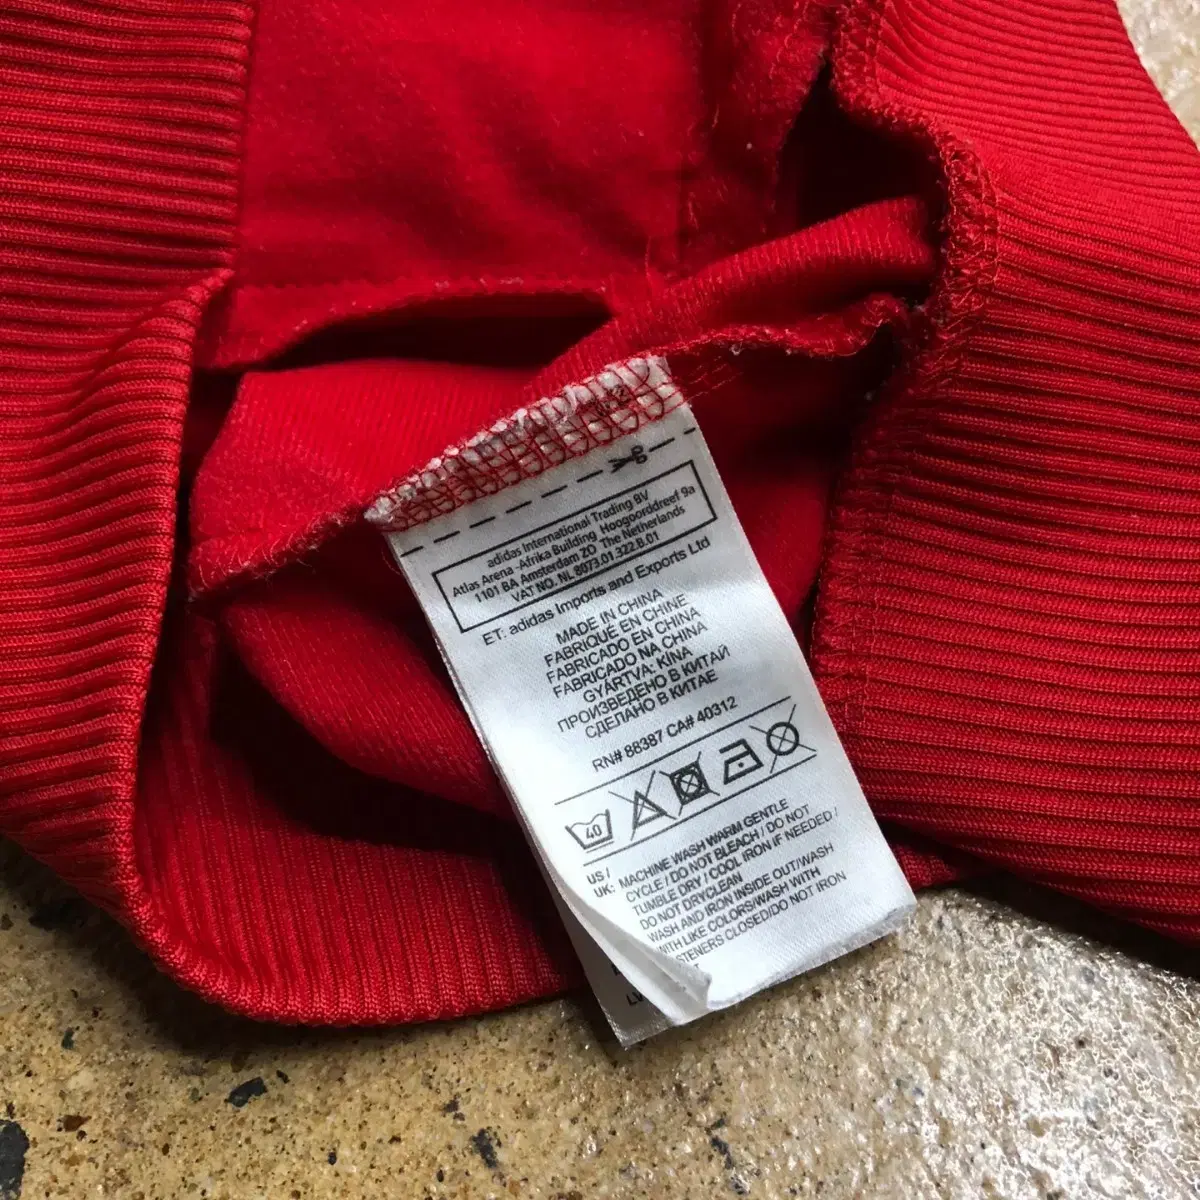 adidas International Trading BV
Atlas Arena -Afrika Building Hoogoorddreef 9a
1101 BA Amsterdam ZO The Netherlands
VAT NO. NL 8073.01.322.B.01
ET: adidas Imports and Exports Ltd
MADE IN CHINA
FABRIQUÉ EN CHINE
FABRICADO EN CHINA
FABRICADO NA CHINA
GYÁRTVA: KÍNA
ПРОИЗВЕДЕНО В КИТАЙ
СДЕЛАНО В КИТАЕ
RN# 88387 CA# 40312
40
US /
UK: MACHINE WASH WARM GENTLE
CYCLE / DO NOT BLEACH / DO NOT
TUMBLE DRY / COOL IRON IF NEEDED /
DO NOT DRYCLEAN
WASH AND IRON INSIDE OUT/WASH
WITH LIKE COLORS/WASH WITH
CLOSED/DO NOT IRON
LV